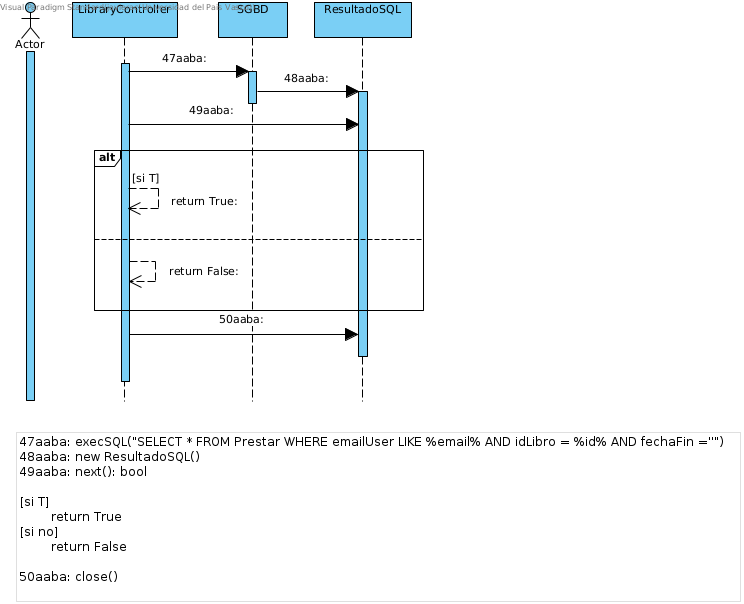 Visual Paradigm
LibraryController
SGBD
ResultadoSQL
Actor
47aaba:
48aaba:
49aaba:
alt
[si T]
return True:
return False:
50aaba:
47aaba: execSQL("SELECT * FROM Prestar WHERE emailUser LIKE %email% AND idLibro = %id% AND fechaFin ="")
48aaba: new ResultadoSQL()
49aaba: next(): bool
[si T]
return True
[si no]
return False
50aaba: close()